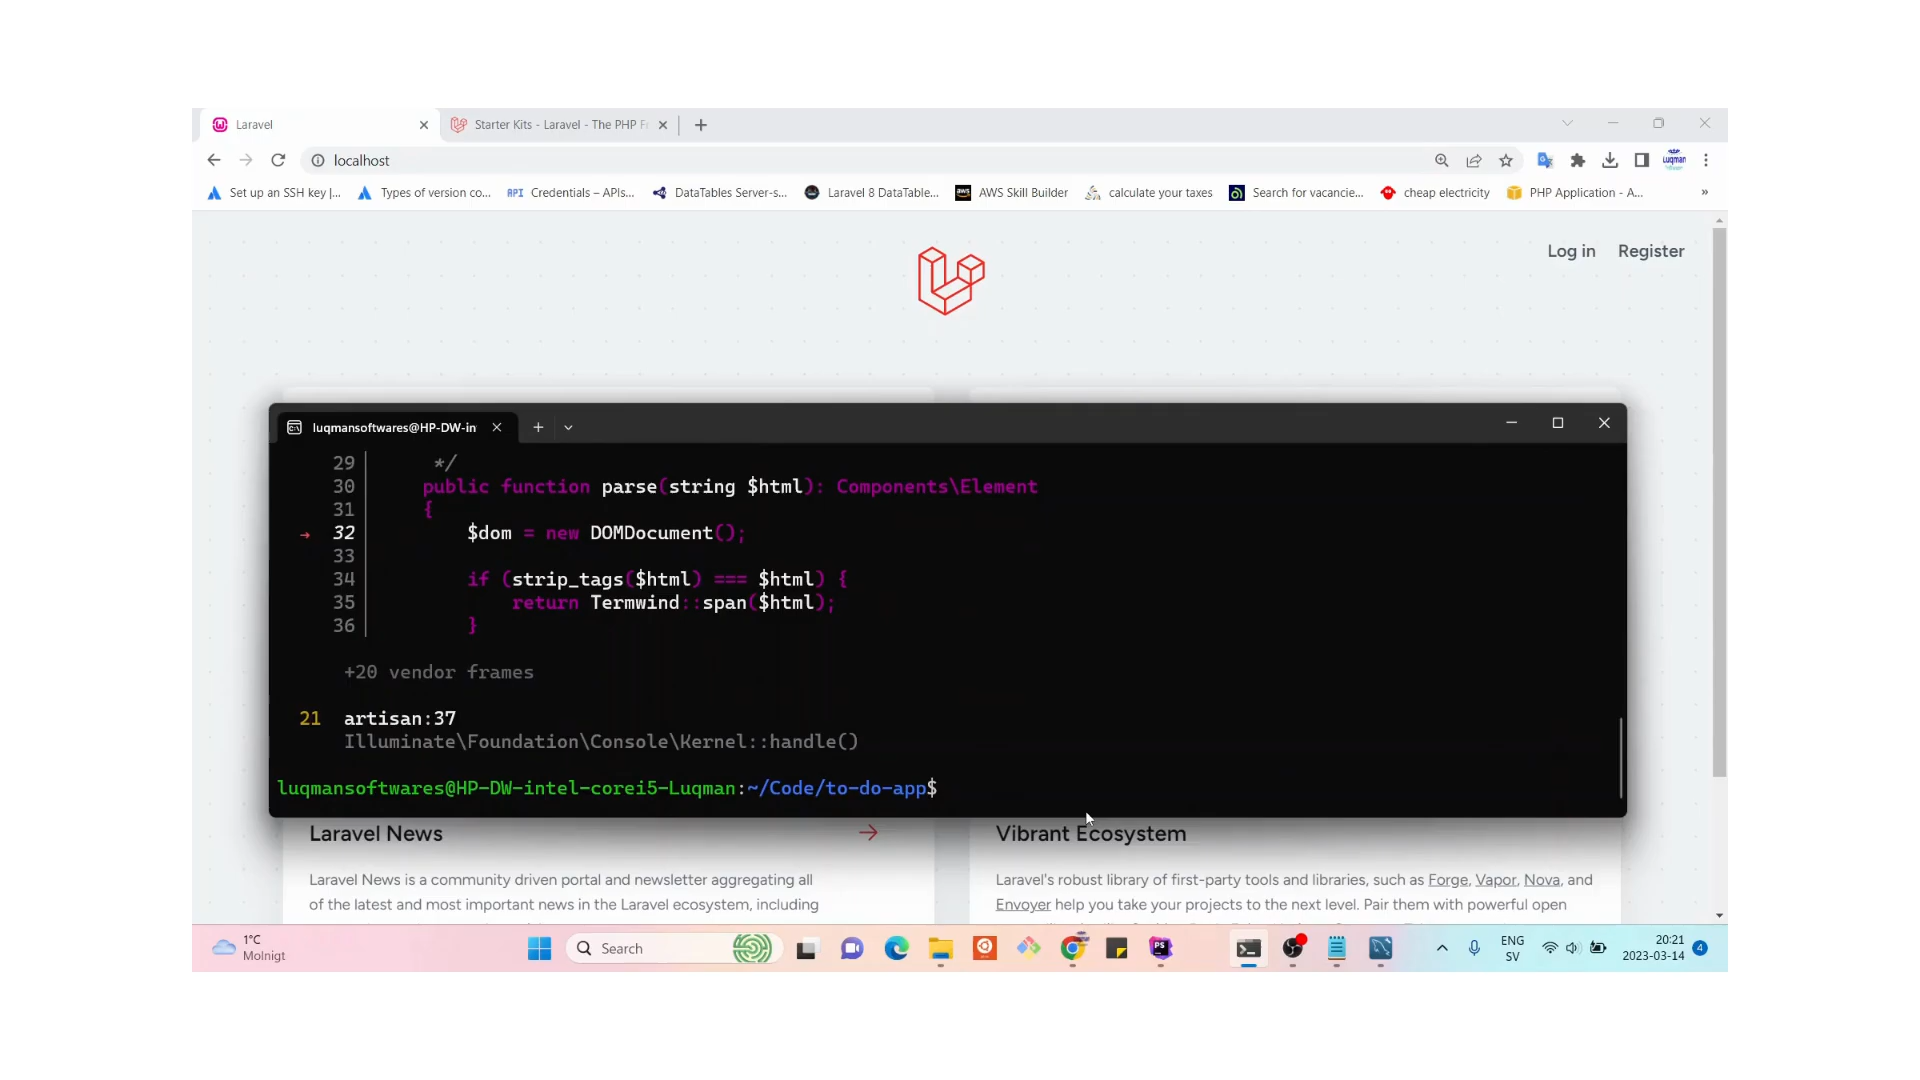 Laravel
Starter Kits - Laravel - The PHP Fr
localhost
Set up an SSH key |... Types of version co... API Credentials – APIs... DataTables Server-s... Laravel 8 DataTable... aws AWS Skill Builder calculate your taxes Search for vacancie... cheap electricity PHP Application - A... »
Log in Register
luqmansoftwares@HP-DW-in
29 */
30 public function parse(string $html): Components\Element
31 {
→ 32 $dom = new DOMDocument();
33
34 if (strip_tags($html) === $html) {
35 return Termwind::span($html);
36 }
+20 vendor frames
21 artisan:37
Illuminate\Foundation\Console\Kernel::handle()
luqmansoftwares@HP-DW-intel-corei5-Luqman:~/Code/to-do-app$
Laravel News
Laravel News is a community driven portal and newsletter aggregating all
of the latest and most important news in the Laravel ecosystem, including
Vibrant Ecosystem
Laravel's robust library of first-party tools and libraries, such as Forge, Vapor, Nova, and
Envoyer help you take your projects to the next level. Pair them with powerful open
1°C
Molnigt
Search
PS
ENG
SV
20:21
2023-03-14
4